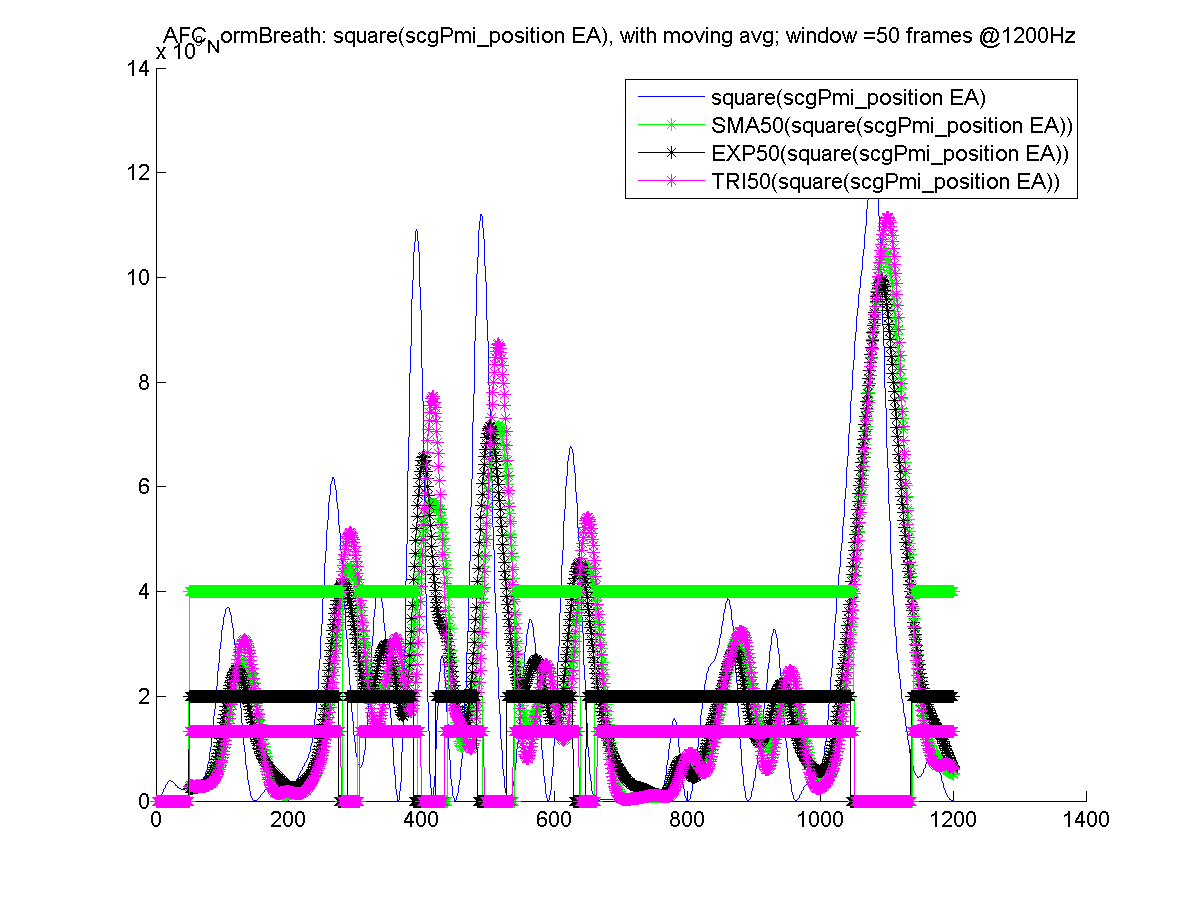 AFC_NormBreath: square(scgPmi_position EA), with moving avg; window =50 frames @1200Hz
x 10^9
square(scgPmi_position EA)
SMA50(square(scgPmi_position EA))
EXP50(square(scgPmi_position EA))
TRI50(square(scgPmi_position EA))
14
12
10
8
6
4
2
0
0 200 400 600 800 1000 1200 1400